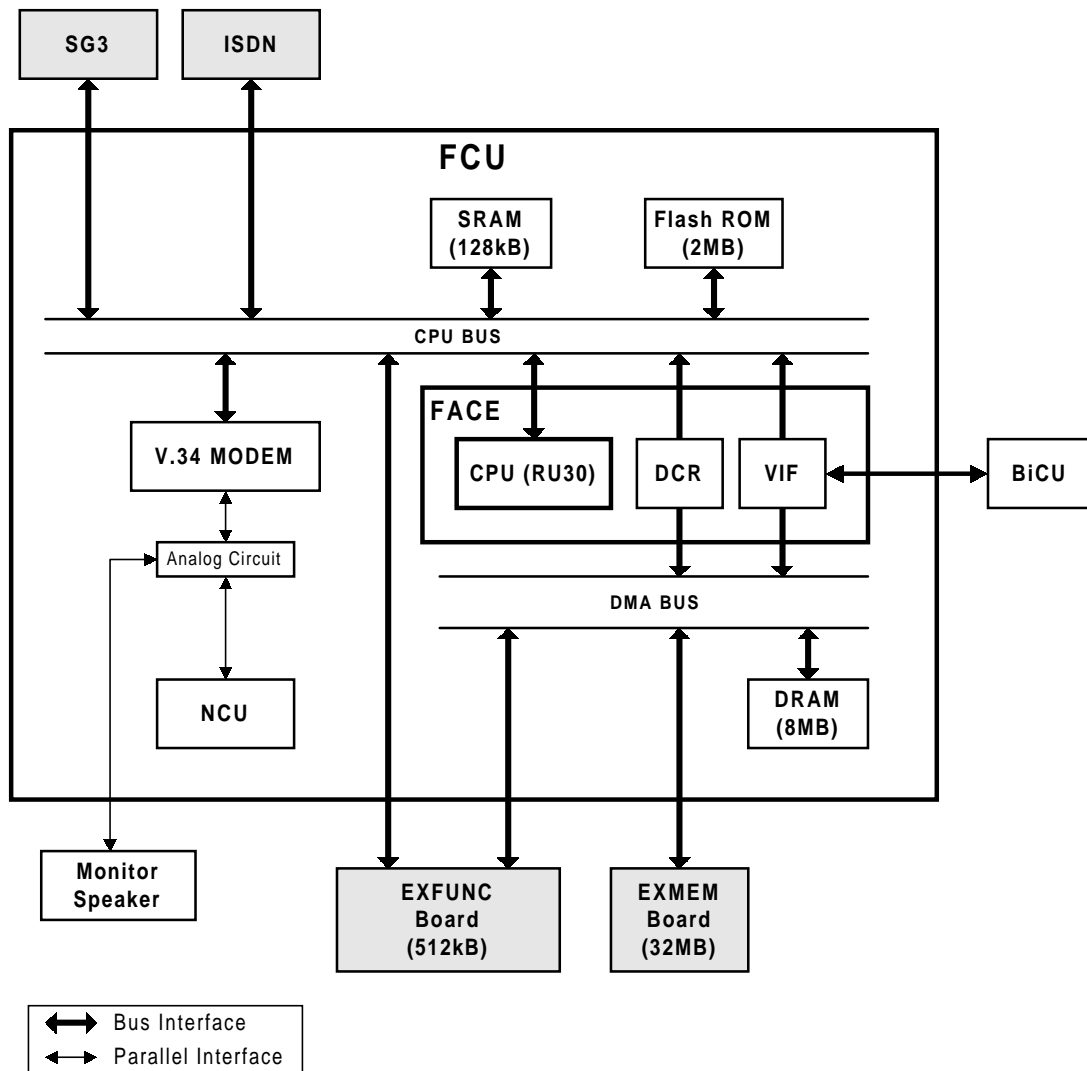 SG3
ISDN
FCU
SRAM
(128kB)
Flash ROM
(2MB)
CPU BUS
FACE
V.34 MODEM
CPU (RU30)
DCR
VIF
BiCU
Analog Circuit
DMA BUS
NCU
DRAM
(8MB)
Monitor
Speaker
EXFUNC
Board
(512kB)
EXMEM
Board
(32MB)
Bus Interface
Parallel Interface